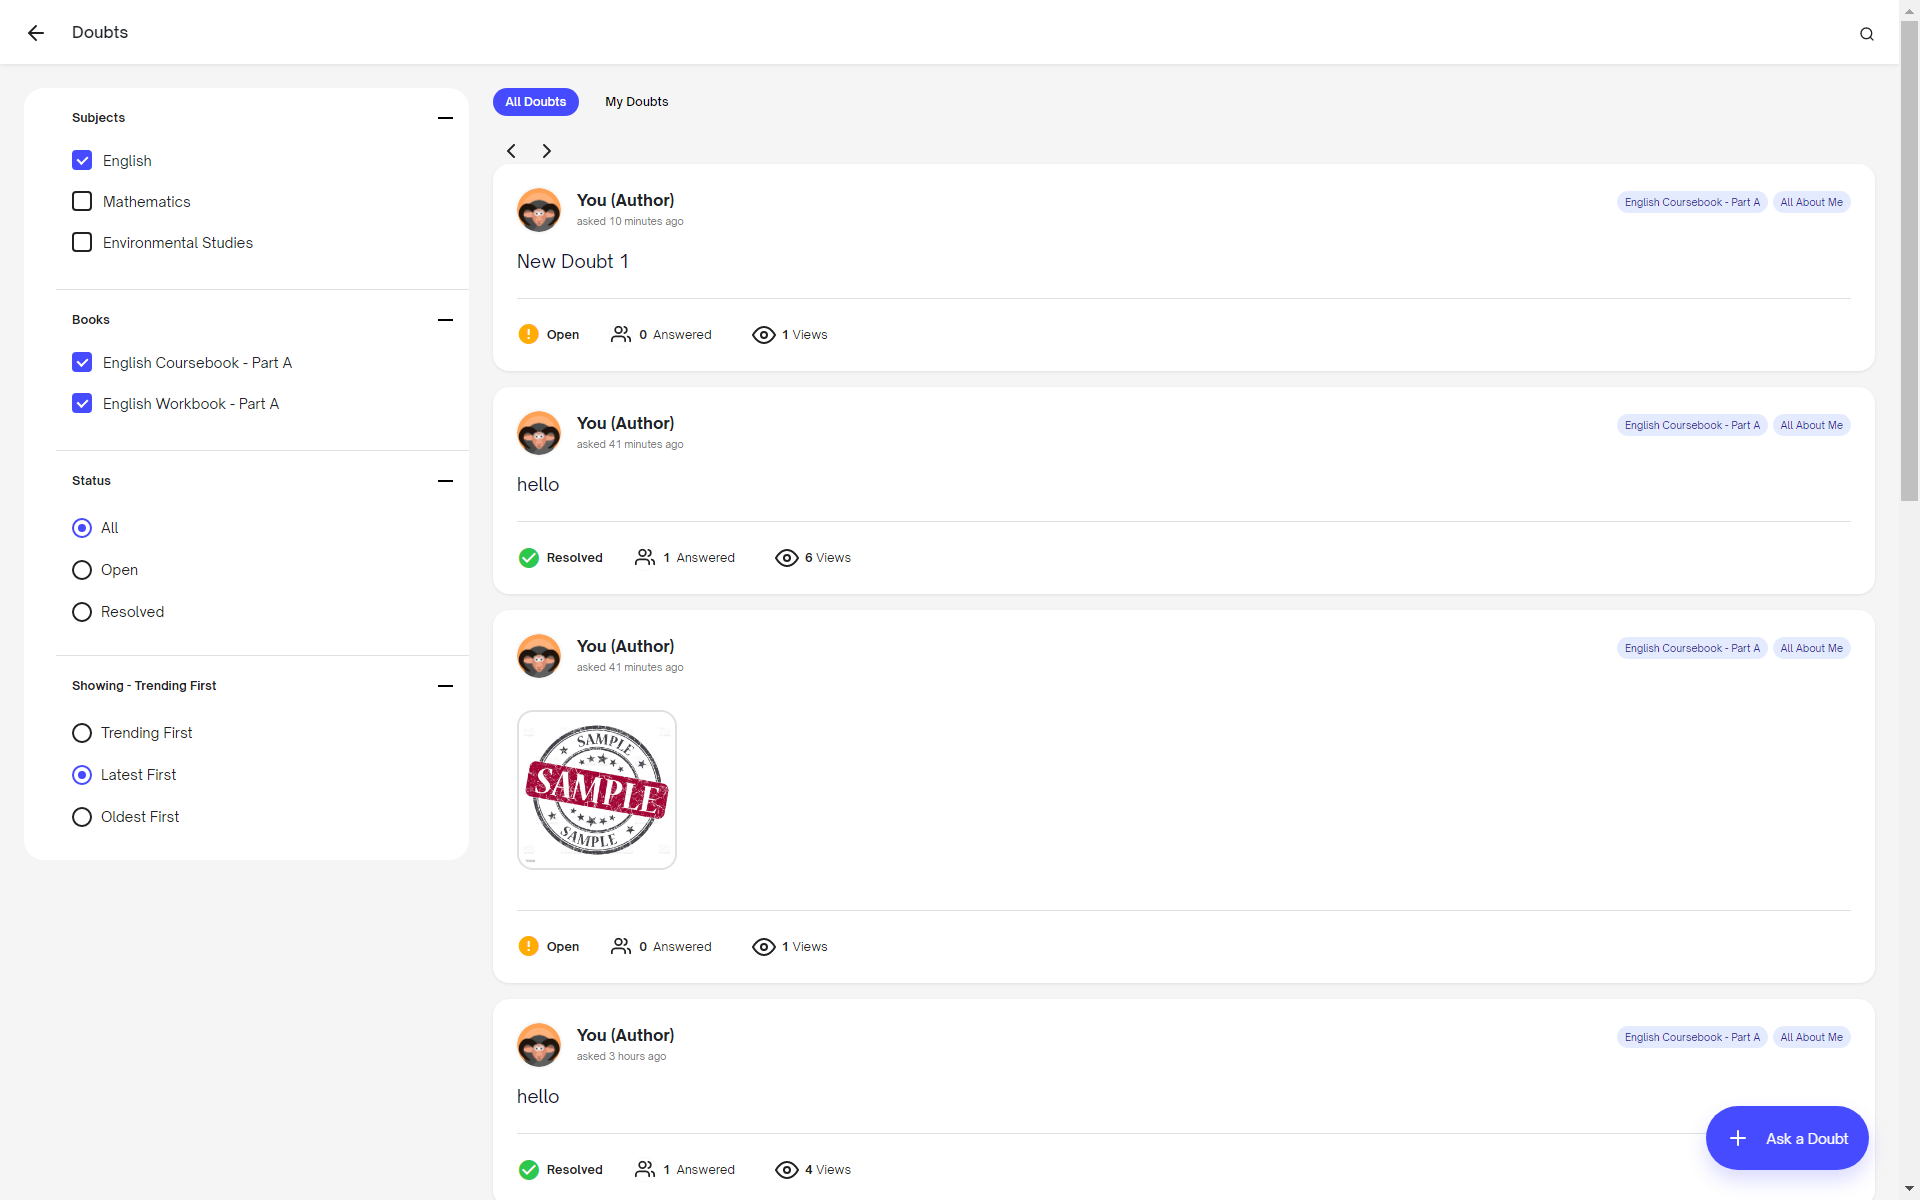 Doubts
Subjects
English
Mathematics
Environmental Studies
Books
English Coursebook - Part A
English Workbook - Part A
Status
All
Open
Resolved
Showing - Trending First
Trending First
Latest First
Oldest First
All Doubts My Doubts
You (Author)
asked 10 minutes ago
English Coursebook - Part A All About Me
New Doubt 1
Open 0 Answered 1 Views
You (Author)
asked 41 minutes ago
English Coursebook - Part A All About Me
hello
Resolved 1 Answered 6 Views
You (Author)
asked 41 minutes ago
English Coursebook - Part A All About Me
SAMPLE
SAMPLE
SAMPLE
Open 0 Answered 1 Views
You (Author)
asked 3 hours ago
English Coursebook - Part A All About Me
hello
Resolved 1 Answered 4 Views
Ask a Doubt